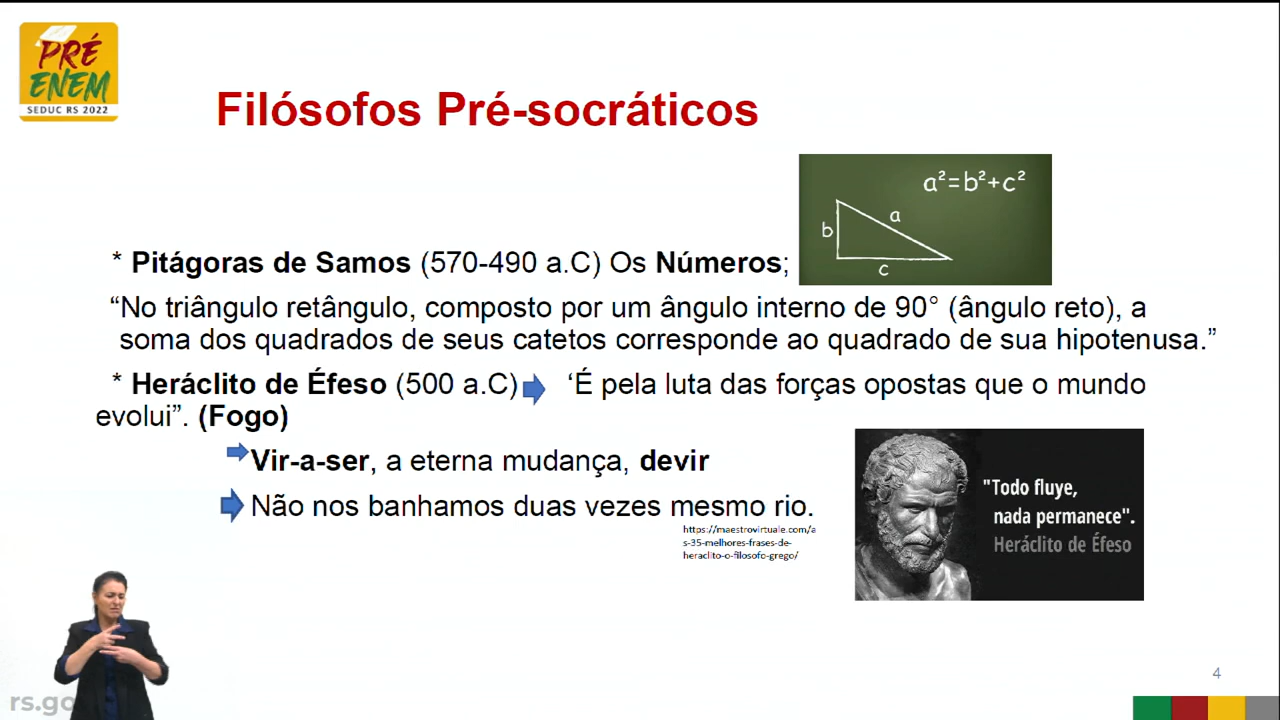 PRÉ
ENEM
SEDUC RS 2022
Filósofos Pré-socráticos
a²=b²+c²
a
b
c
* Pitágoras de Samos (570-490 a.C) Os Números;
“No triângulo retângulo, composto por um ângulo interno de 90° (ângulo reto), a
soma dos quadrados de seus catetos corresponde ao quadrado de sua hipotenusa.”
* Heráclito de Éfeso (500 a.C) ‘É pela luta das forças opostas que o mundo
evolui”. (Fogo)
Vir-a-ser, a eterna mudança, devir
Não nos banhamos duas vezes mesmo rio.
https://maestrovirtuale.com/a
s-35-melhores-frases-de-
heraclito-o-filosofo-grego/
"Todo fluye,
nada permanece".
Heráclito de Éfeso
rs.go
4